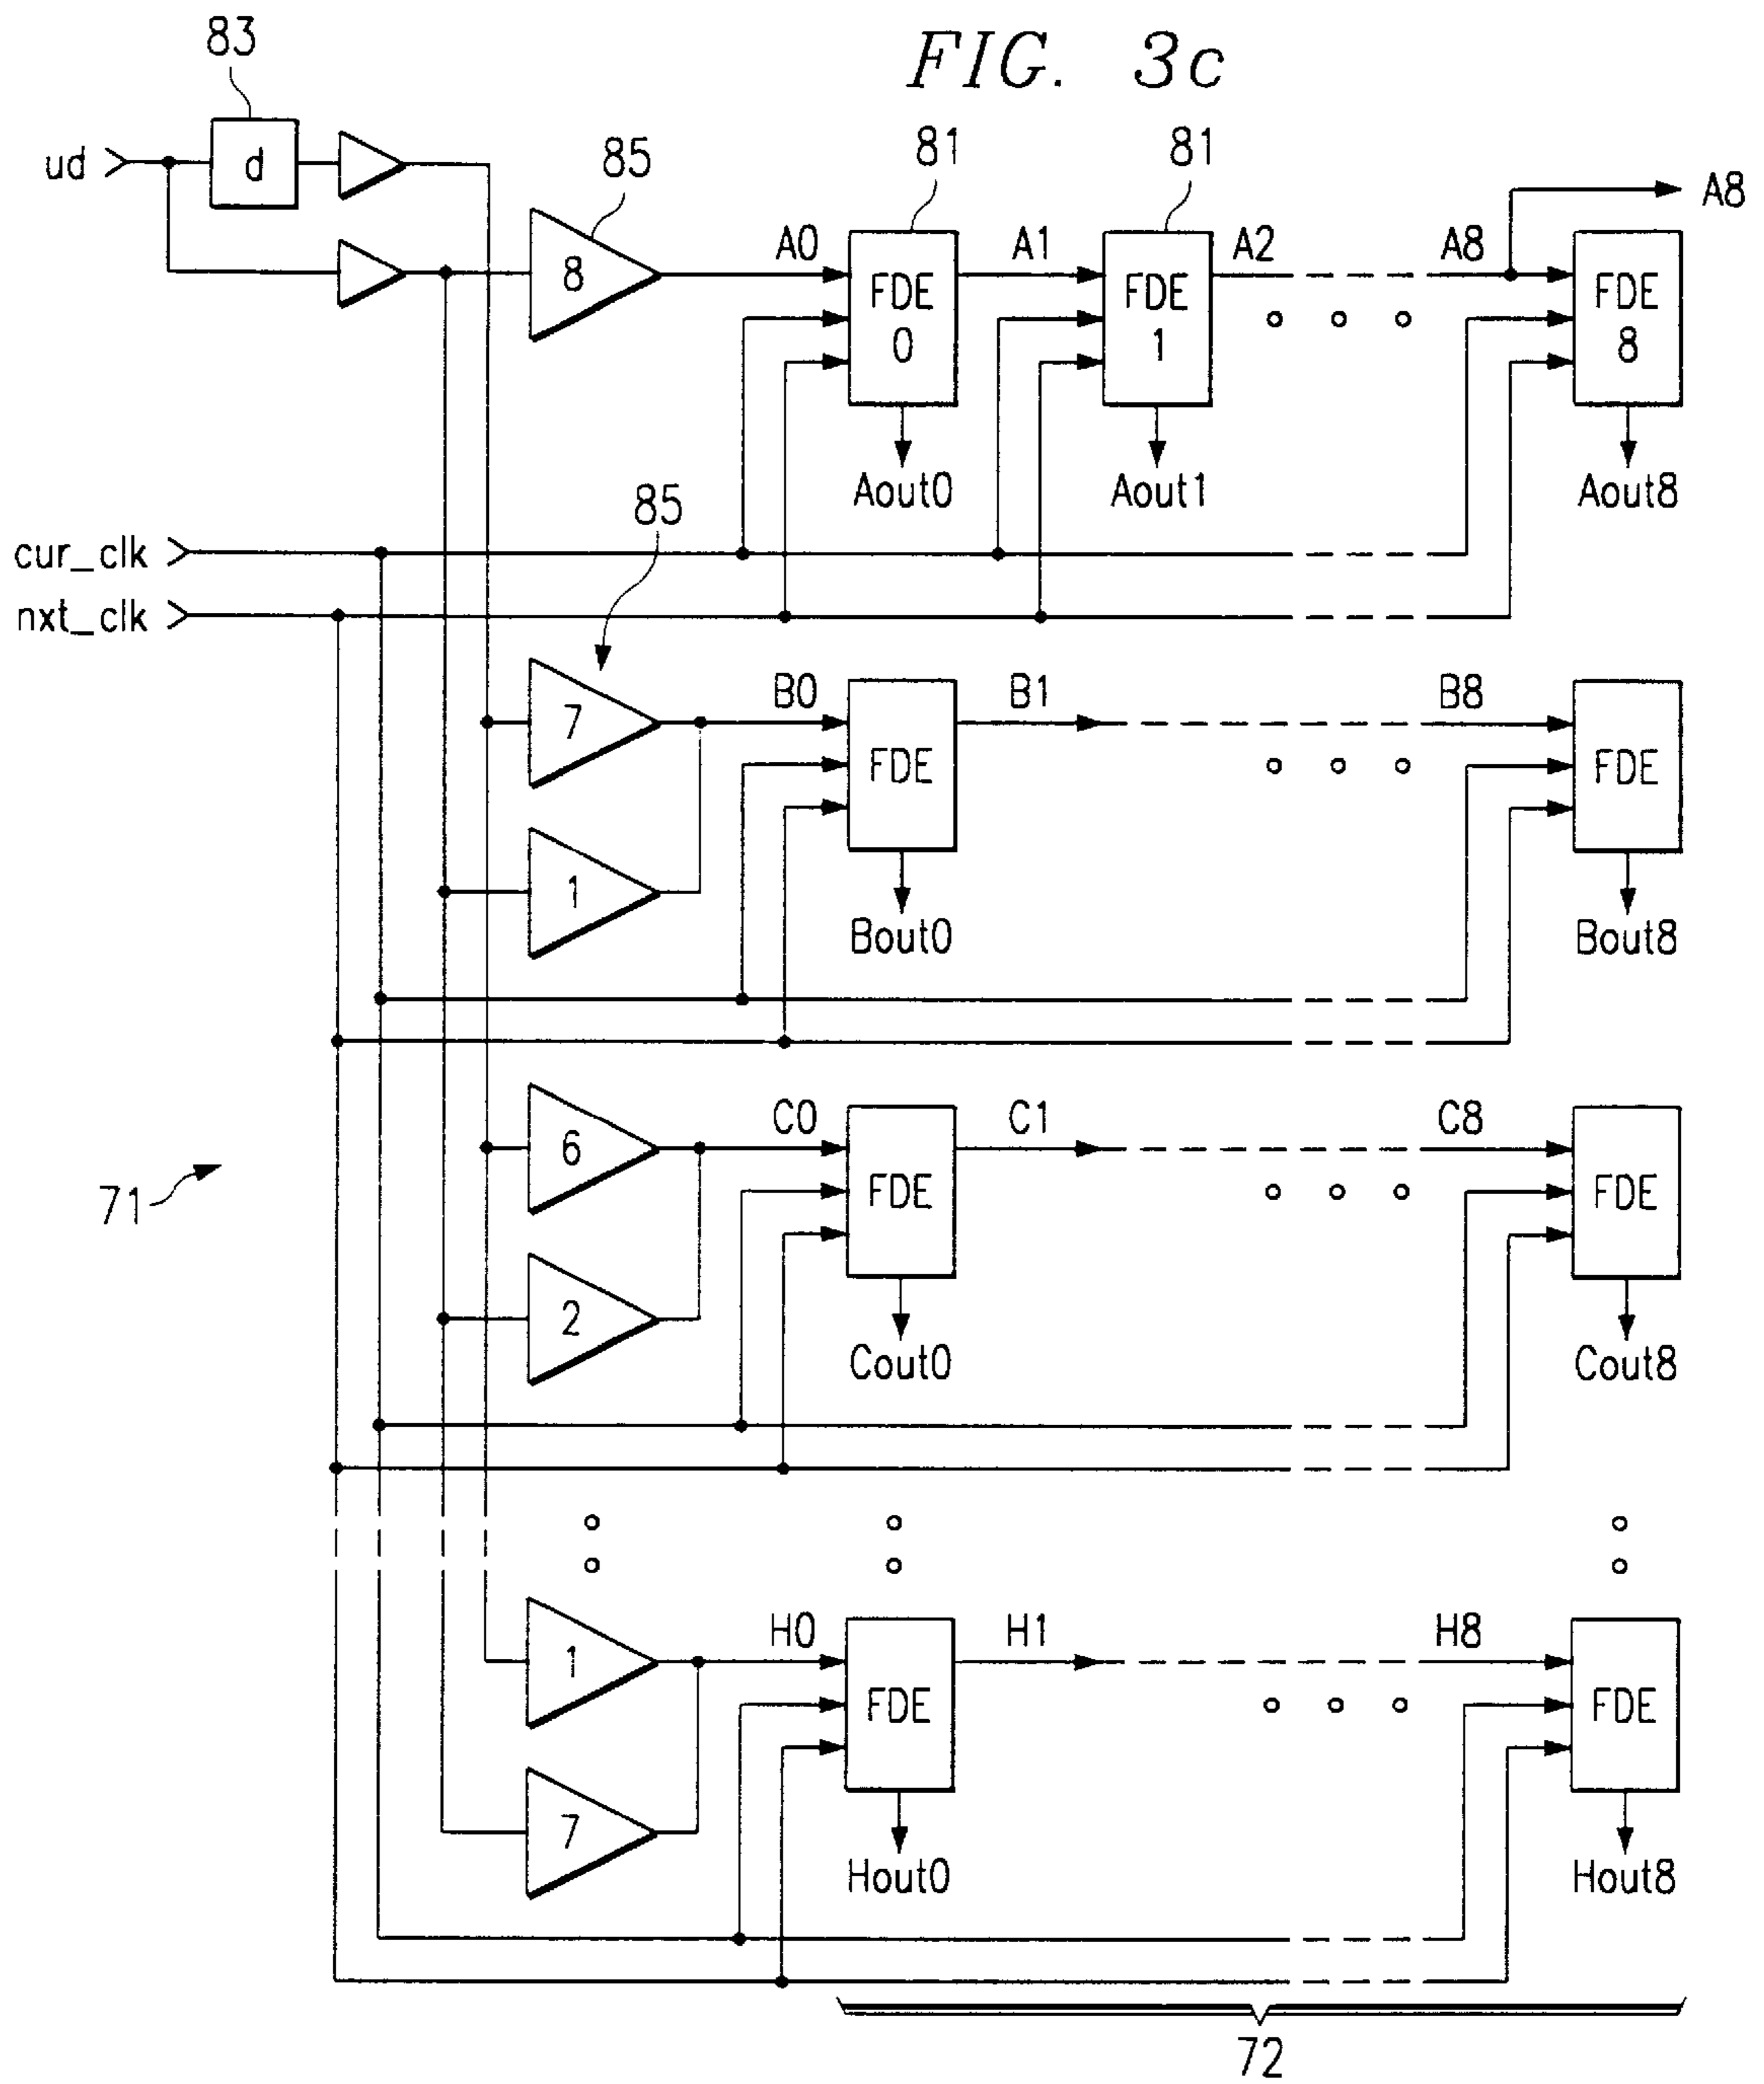 FIG. 3c
83
ud
d
85
8
A0
81
FDE
0
A1
81
FDE
1
A2
A8
A8
FDE
8
Aout0
Aout1
Aout8
cur_clk
nxt_clk
85
7
B0
FDE
B1
B8
FDE
1
Bout0
Bout8
71
6
C0
FDE
C1
C8
FDE
2
Cout0
Cout8
1
H0
FDE
H1
H8
FDE
7
Hout0
Hout8
72